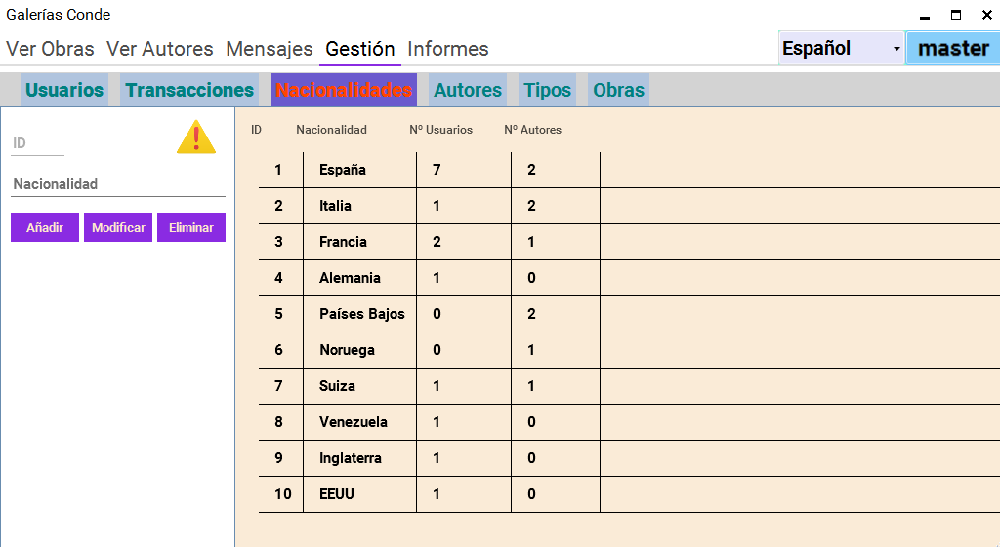 Galerías Conde
Ver Obras Ver Autores Mensajes Gestión Informes Español master
Usuarios Transacciones Nacionalidades Autores Tipos Obras
ID
Nacionalidad
Añadir Modificar Eliminar
ID Nacionalidad Nº Usuarios Nº Autores
1 España 7 2
2 Italia 1 2
3 Francia 2 1
4 Alemania 1 0
5 Países Bajos 0 2
6 Noruega 0 1
7 Suiza 1 1
8 Venezuela 1 0
9 Inglaterra 1 0
10 EEUU 1 0